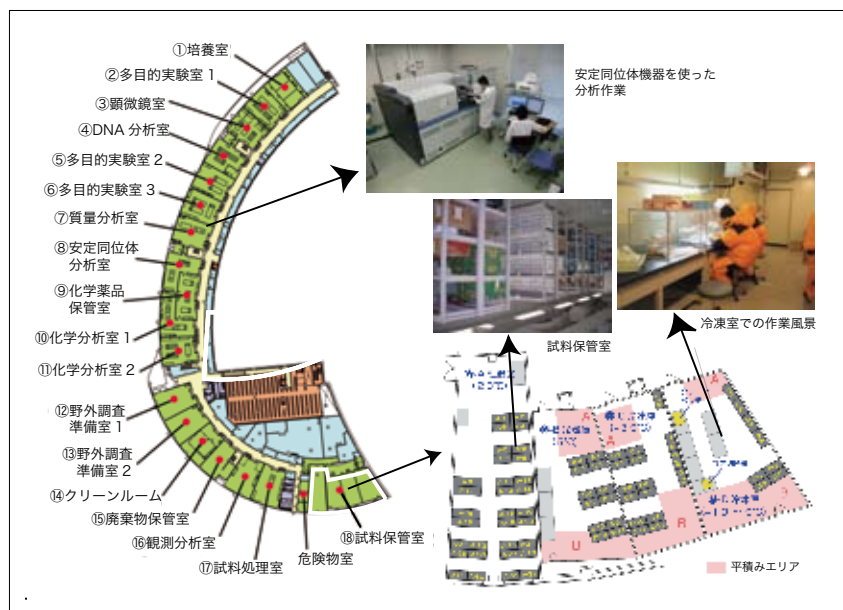 ①培養室
②多目的実験室 1
③顕微鏡室
④DNA 分析室
⑤多目的実験室 2
⑥多目的実験室 3
⑦質量分析室
⑧安定同位体
分析室
⑨化学薬品
保管室
⑩化学分析室 1
⑪化学分析室 2
⑫野外調査
準備室 1
⑬野外調査
準備室 2
⑭クリーンルーム
⑮廃棄物保管室
⑯観測分析室
⑰試料処理室
危険物室
⑱試料保管室
安定同位体機器を使った
分析作業
試料保管室
冷凍室での作業風景
A
A
A
U
R
平積みエリア